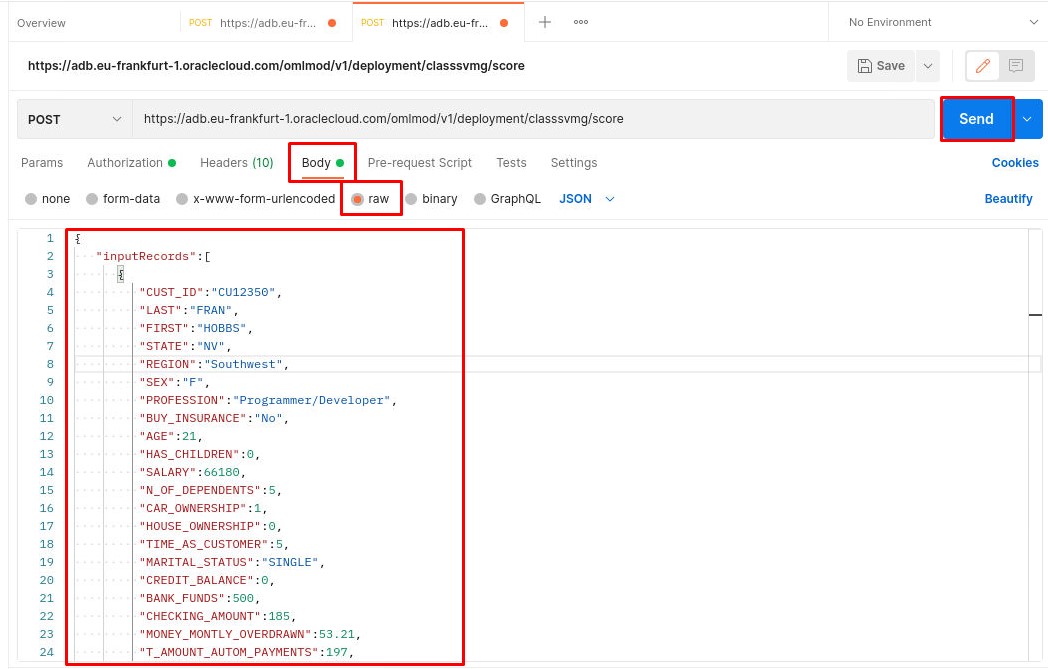 Overview POST https://adb.eu-fr... POST https://adb.eu-fr... No Environment
https://adb.eu-frankfurt-1.oraclecloud.com/omlmod/v1/deployment/classsvmg/score Save
POST https://adb.eu-frankfurt-1.oraclecloud.com/omlmod/v1/deployment/classsvmg/score Send
Params Authorization Headers (10) Body Pre-request Script Tests Settings Cookies
none form-data x-www-form-urlencoded raw binary GraphQL JSON Beautify
1 {
2 "inputRecords":[
3 {
4 "CUST_ID":"CU12350",
5 "LAST":"FRAN",
6 "FIRST":"HOBBS",
7 "STATE":"NV",
8 "REGION":"Southwest",
9 "SEX":"F",
10 "PROFESSION":"Programmer/Developer",
11 "BUY_INSURANCE":"No",
12 "AGE":21,
13 "HAS_CHILDREN":0,
14 "SALARY":66180,
15 "N_OF_DEPENDENTS":5,
16 "CAR_OWNERSHIP":1,
17 "HOUSE_OWNERSHIP":0,
18 "TIME_AS_CUSTOMER":5,
19 "MARITAL_STATUS":"SINGLE",
20 "CREDIT_BALANCE":0,
21 "BANK_FUNDS":500,
22 "CHECKING_AMOUNT":185,
23 "MONEY_MONTLY_OVERDRAWN":53.21,
24 "T_AMOUNT_AUTOM_PAYMENTS":197,